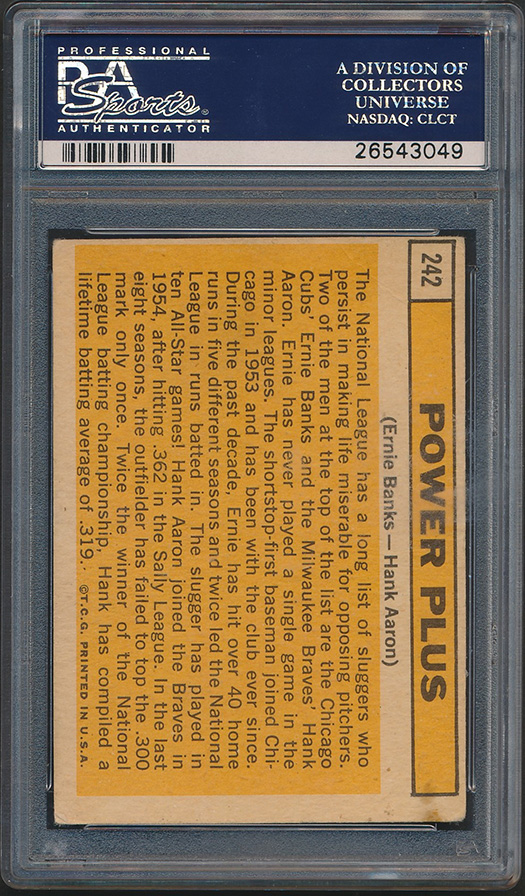 PROFESSIONAL
PSA
Sports
AUTHENTICATOR
A DIVISION OF
COLLECTORS
UNIVERSE
NASDAQ: CLCT
26543049
242
POWER PLUS
(Ernie Banks — Hank Aaron)
The National League has a long list of sluggers who
persist in making life miserable for opposing pitchers.
Two of the men at the top of the list are the Chicago
Cubs' Ernie Banks and the Milwaukee Braves' Hank
Aaron. Ernie has never played a single game in the
minor leagues. The shortstop-first baseman joined Chi-
cago in 1953 and has been with the club ever since.
During the past decade, Ernie has hit over 40 home
runs in five different seasons and twice led the National
League in runs batted in. The slugger has played in
ten All-Star games! Hank Aaron joined the Braves in
1954, after hitting .362 in the Sally League. In the last
eight seasons, the outfielder has failed to top the .300
mark only once. Twice the winner of the National
League batting championship, Hank has compiled a
lifetime batting average of .319.
©T.C.G. PRINTED IN U.S.A.